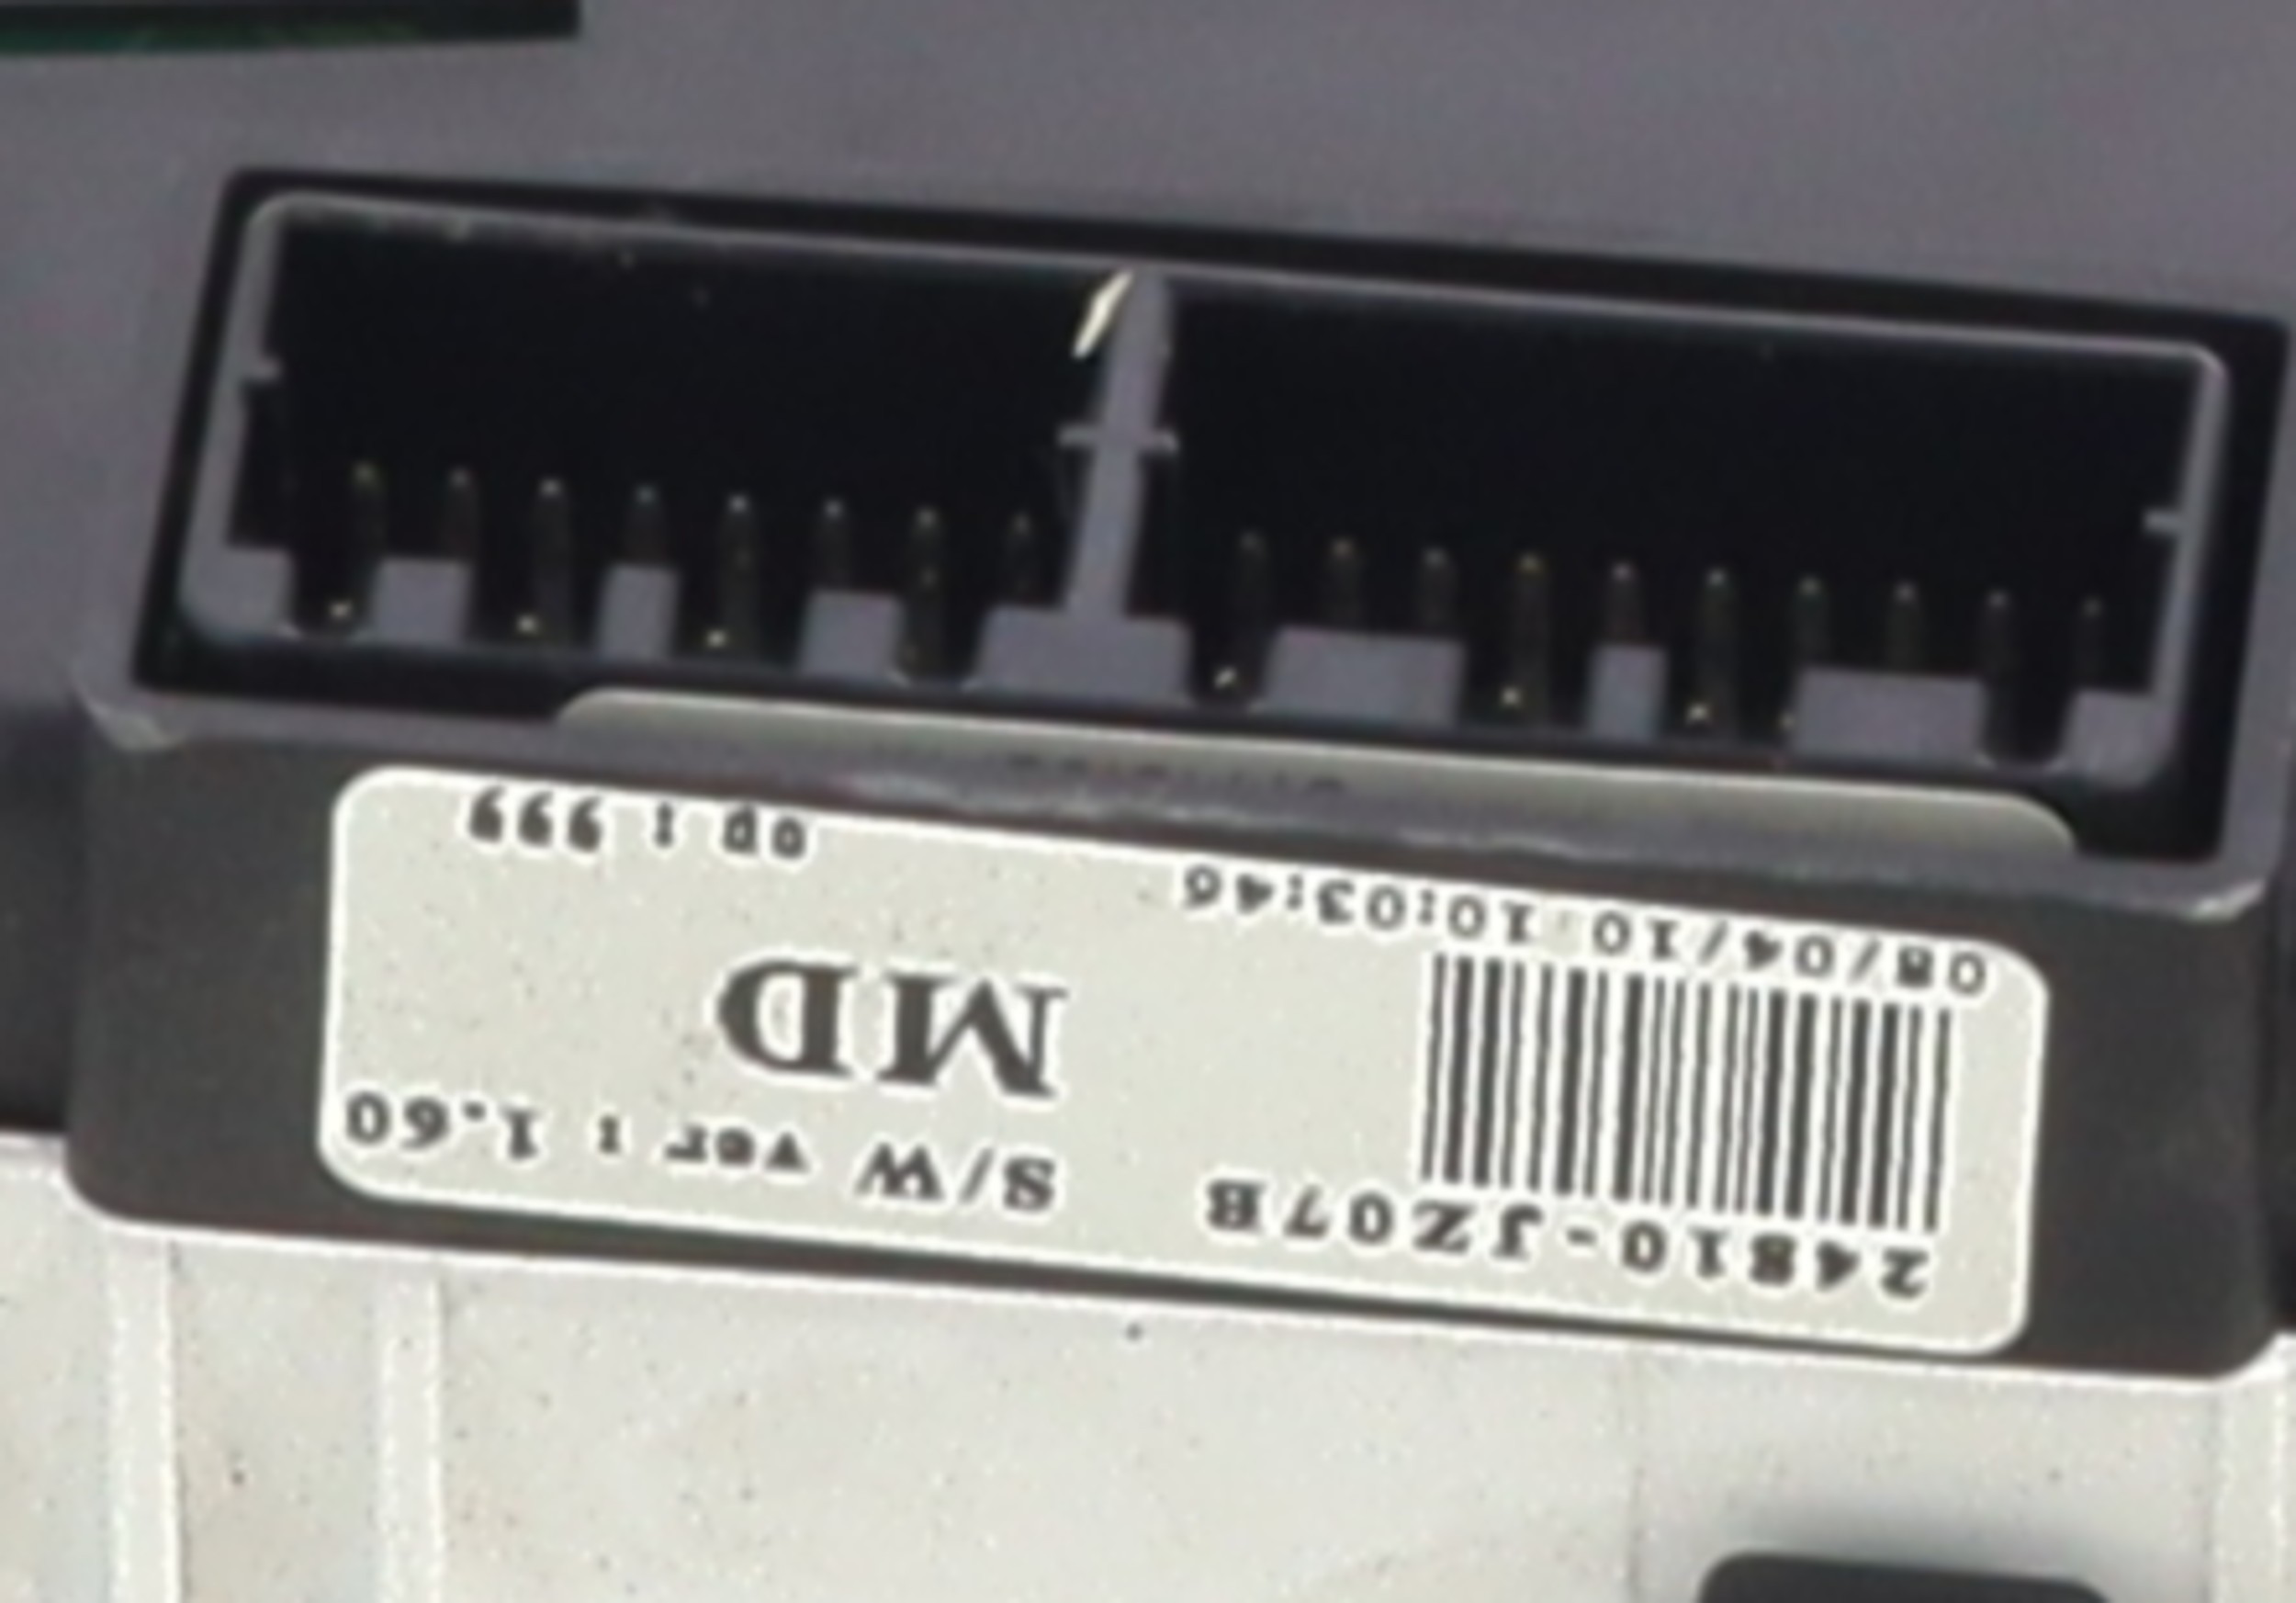 24810-JZ07B
S/W ver : 1.60
MD
08/04/10 10:03:46
op : 999